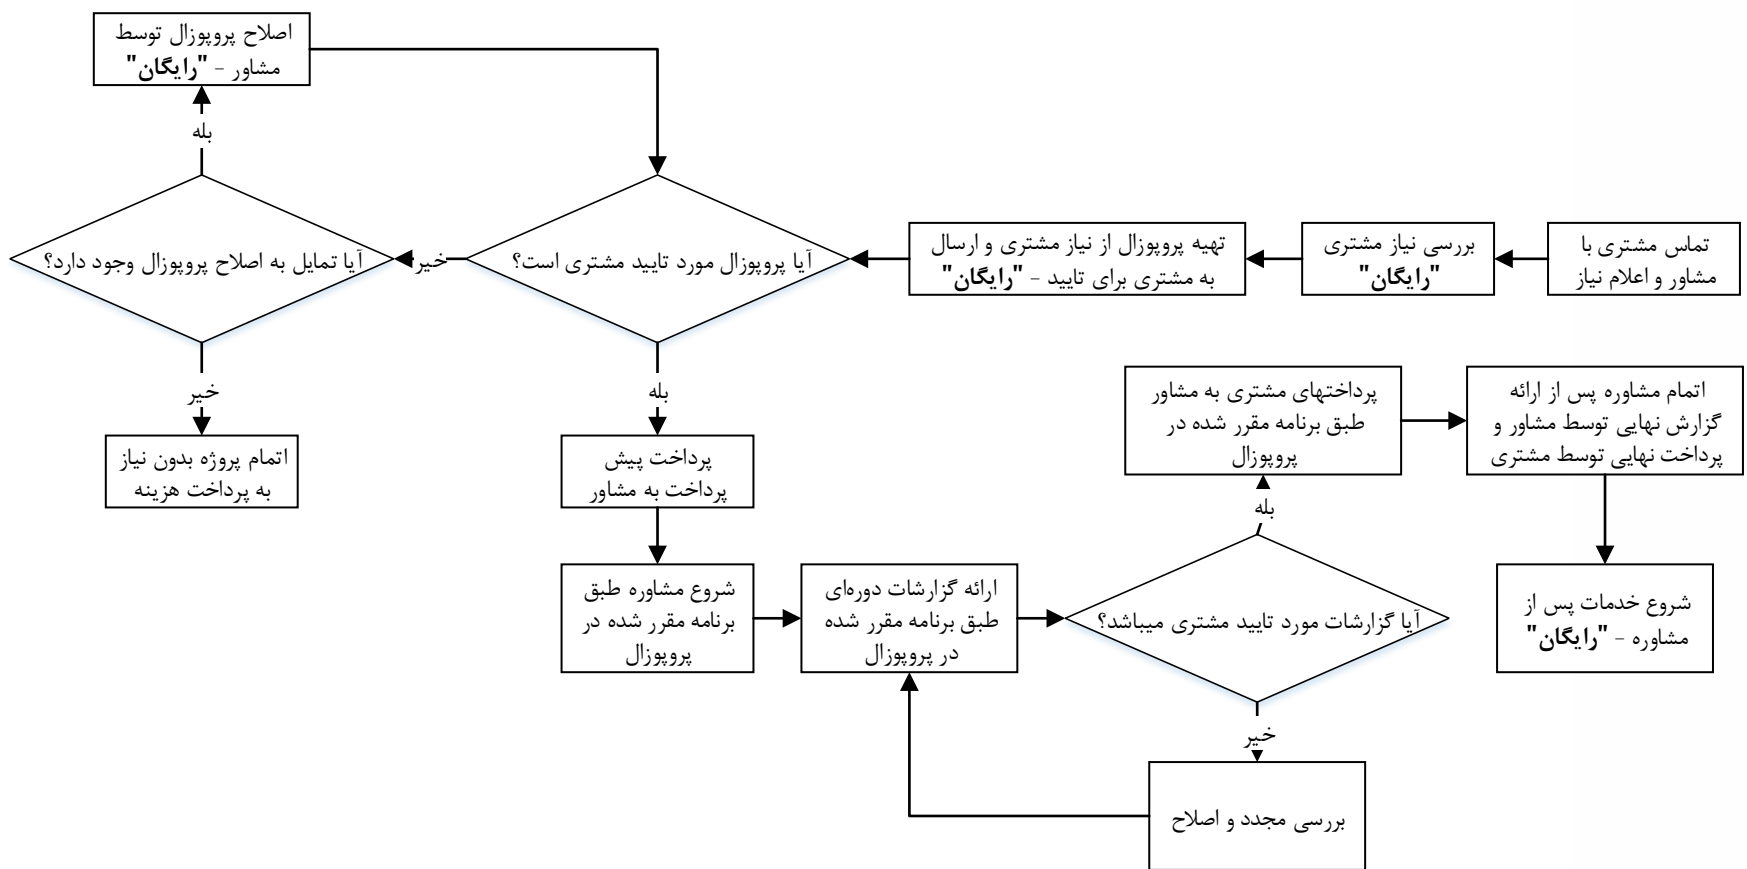 تماس مشتری با
مشاور و اعلام نیاز
بررسی نیاز مشتری
"رایگان"
تهیه پروپوزال از نیاز مشتری و ارسال
به مشتری برای تایید - "رایگان"
آیا پروپوزال مورد تایید مشتری است؟
خیر
آیا تمایل به اصلاح پروپوزال وجود دارد؟
بله
اصلاح پروپوزال توسط
مشاور - "رایگان"
خیر
اتمام پروژه بدون نیاز
به پرداخت هزینه
بله
پرداخت پیش
پرداخت به مشاور
شروع مشاوره طبق
برنامه مقرر شده در
پروپوزال
ارائه گزارشات دوره‌ای
طبق برنامه مقرر شده
در پروپوزال
آیا گزارشات مورد تایید مشتری میباشد؟
خیر
بررسی مجدد و اصلاح
بله
پرداختهای مشتری به مشاور
طبق برنامه مقرر شده در
پروپوزال
اتمام مشاوره پس از ارائه
گزارش نهایی توسط مشاور و
پرداخت نهایی توسط مشتری
شروع خدمات پس از
مشاوره - "رایگان"